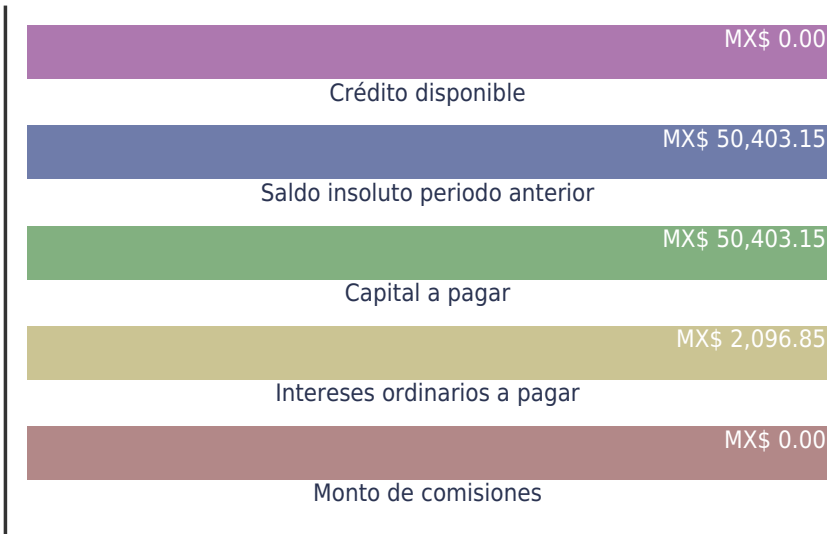 MX$ 0.00
Crédito disponible
MX$ 50,403.15
Saldo insoluto periodo anterior
MX$ 50,403.15
Capital a pagar
MX$ 2,096.85
Intereses ordinarios a pagar
MX$ 0.00
Monto de comisiones